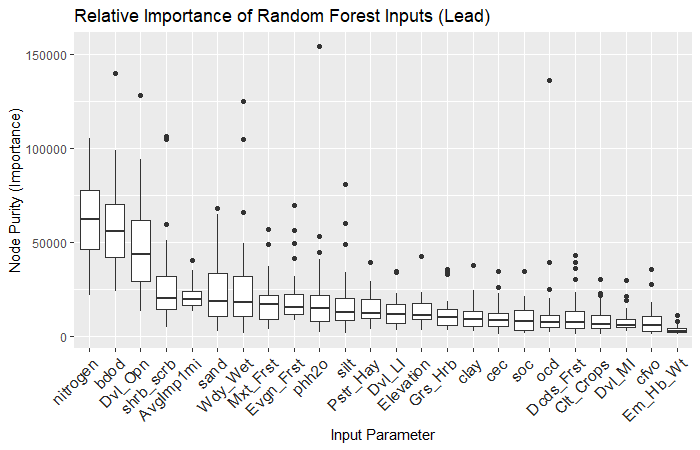 Relative Importance of Random Forest Inputs (Lead)
Node Purity (Importance)
150000
100000
50000
0
nitrogen
bdod
Dvl_Opn
shrb_scrb
AvgImp1mi
sand
Wdy_Wet
Mxt_Frst
Evgn_Frst
phh2o
silt
Pstr_Hay
Dvl_LI
Elevation
Grs_Hrb
clay
cec
soc
ocd
Dcds_Frst
Clt_Crops
Dvl_MI
cfvo
Em_Hb_Wt
Input Parameter